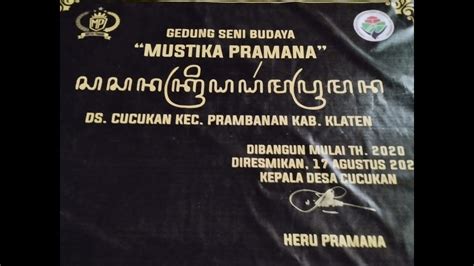 GEDUNG SENI BUDAYA
“MUSTIKA PRAMANA”
DS. CUCUKAN KEC. PRAMBANAN KAB. KLATEN
DIBANGUN MULAI TH. 2020
DIRESMIKAN, 17 AGUSTUS
KEPALA DESA CUCUKAN
HERU PRAMANA